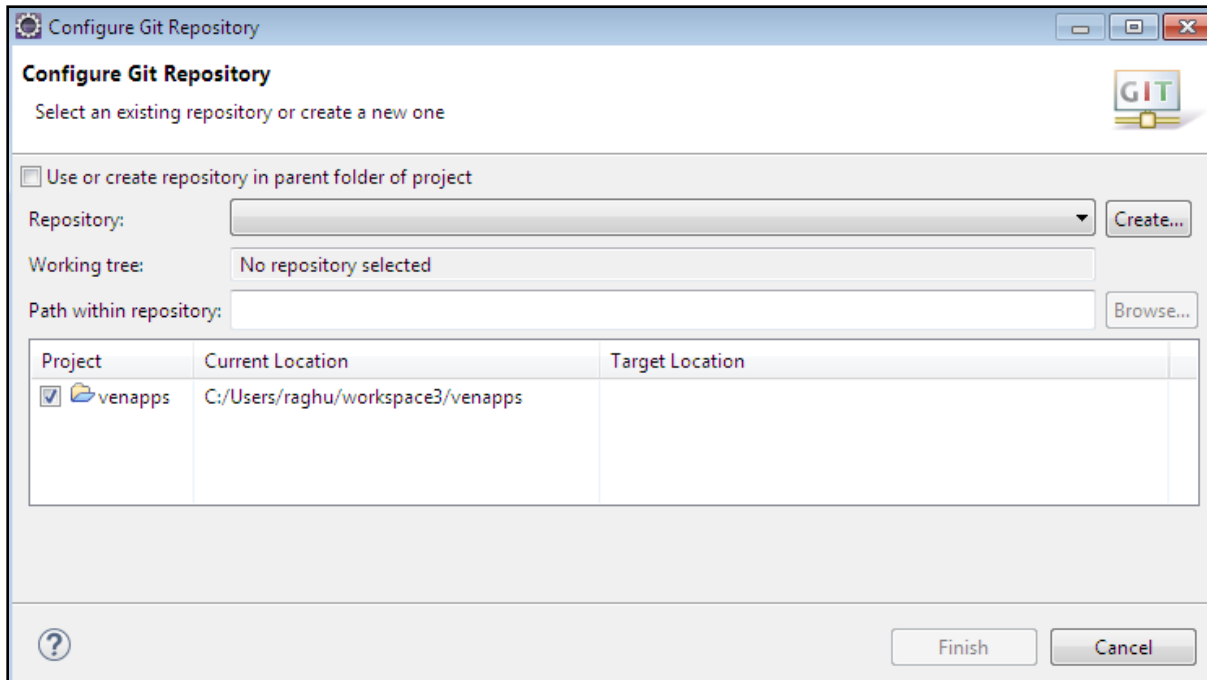 Configure Git Repository
Configure Git Repository
Select an existing repository or create a new one
GIT
Use or create repository in parent folder of project
Repository: Create...
Working tree: No repository selected
Path within repository: Browse...
Project Current Location Target Location
venapps C:/Users/raghu/workspace3/venapps
? Finish Cancel